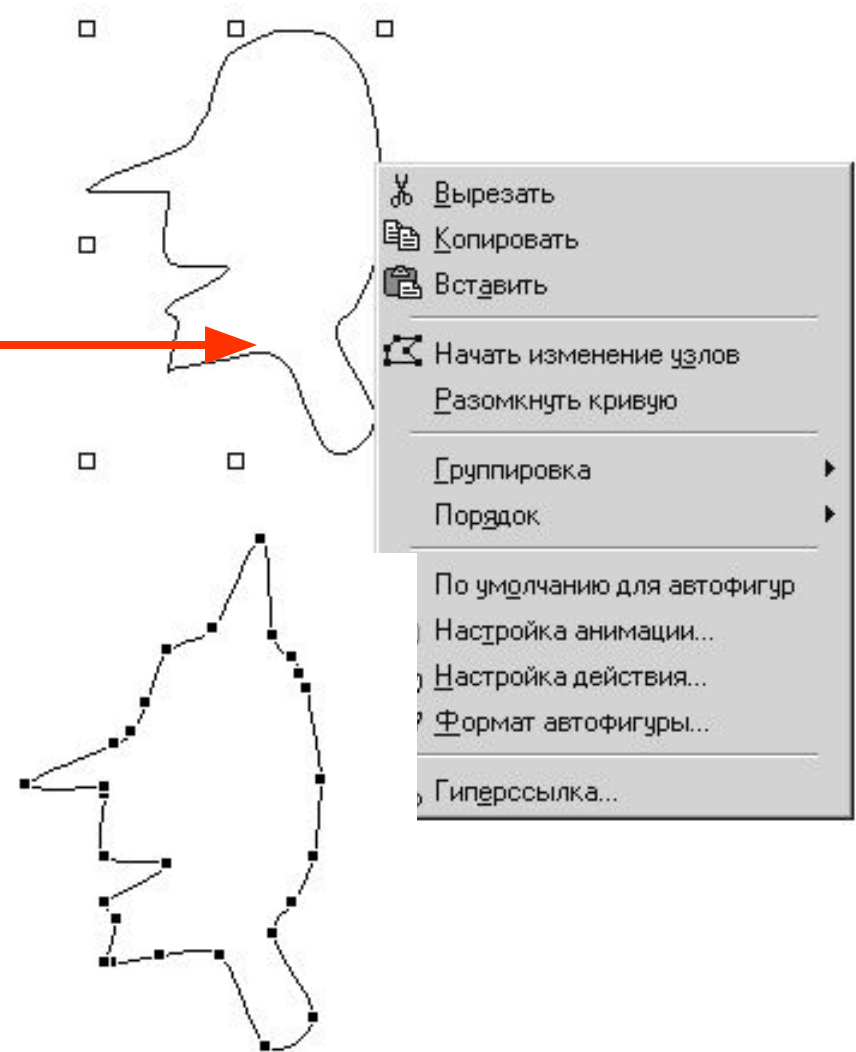 Вырезать
Копировать
Вставить
Начать изменение узлов
Разомкнуть кривую
Группировка
Порядок
По умолчанию для автофигур
Настройка анимации...
Настройка действия...
Формат автофигуры...
Гиперссылка...